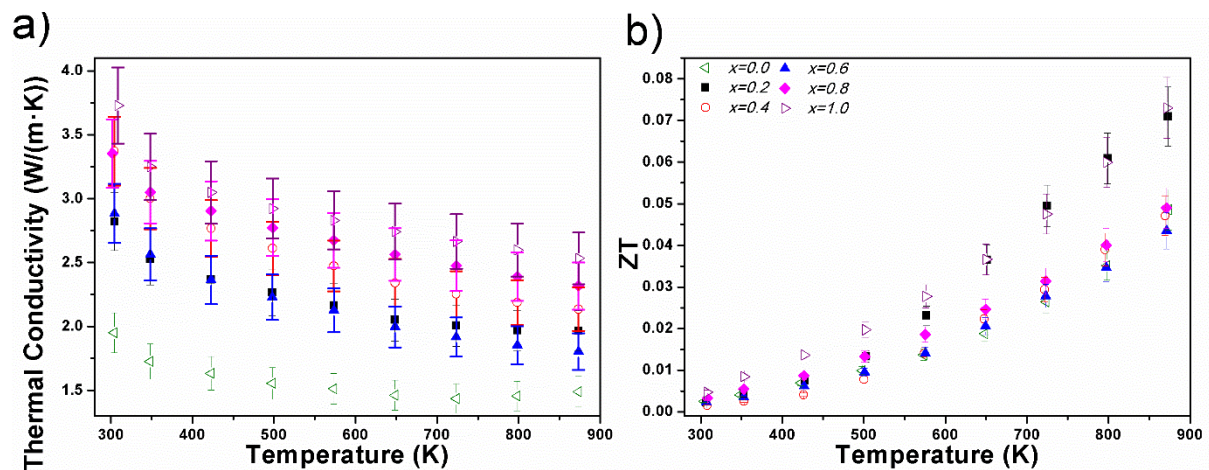 a)
Thermal Conductivity (W/(m·K))
4.0
3.5
3.0
2.5
2.0
1.5
300 400 500 600 700 800 900
Temperature (K)
b)
ZT
0.08
0.07
0.06
0.05
0.04
0.03
0.02
0.01
0.00
x=0.0 x=0.6
x=0.2 x=0.8
x=0.4 x=1.0
300 400 500 600 700 800 900
Temperature (K)